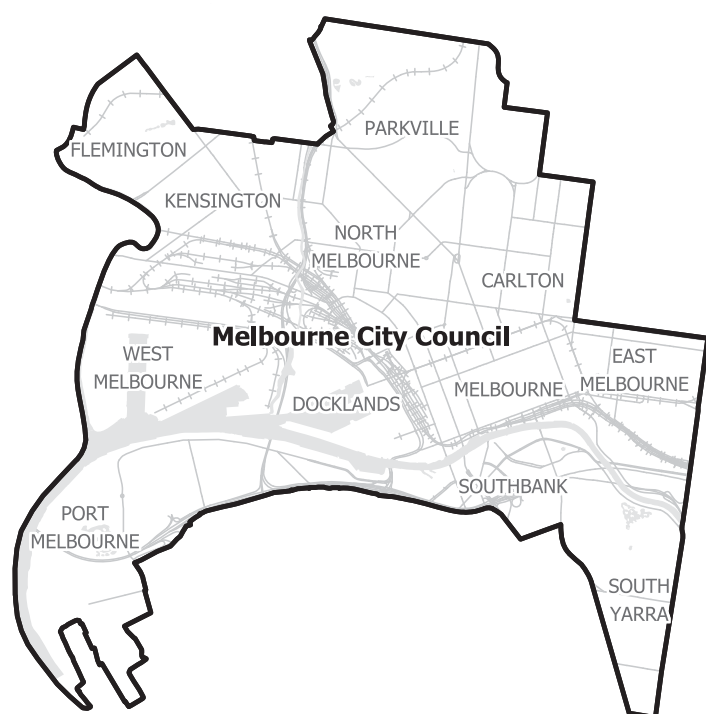 PARKVILLE
FLEMINGTON
KENSINGTON
NORTH
MELBOURNE
CARLTON
Melbourne City Council
WEST
MELBOURNE
EAST
MELBOURNE
MELBOURNE
DOCKLANDS
SOUTHBANK
PORT
MELBOURNE
SOUTH
YARRA